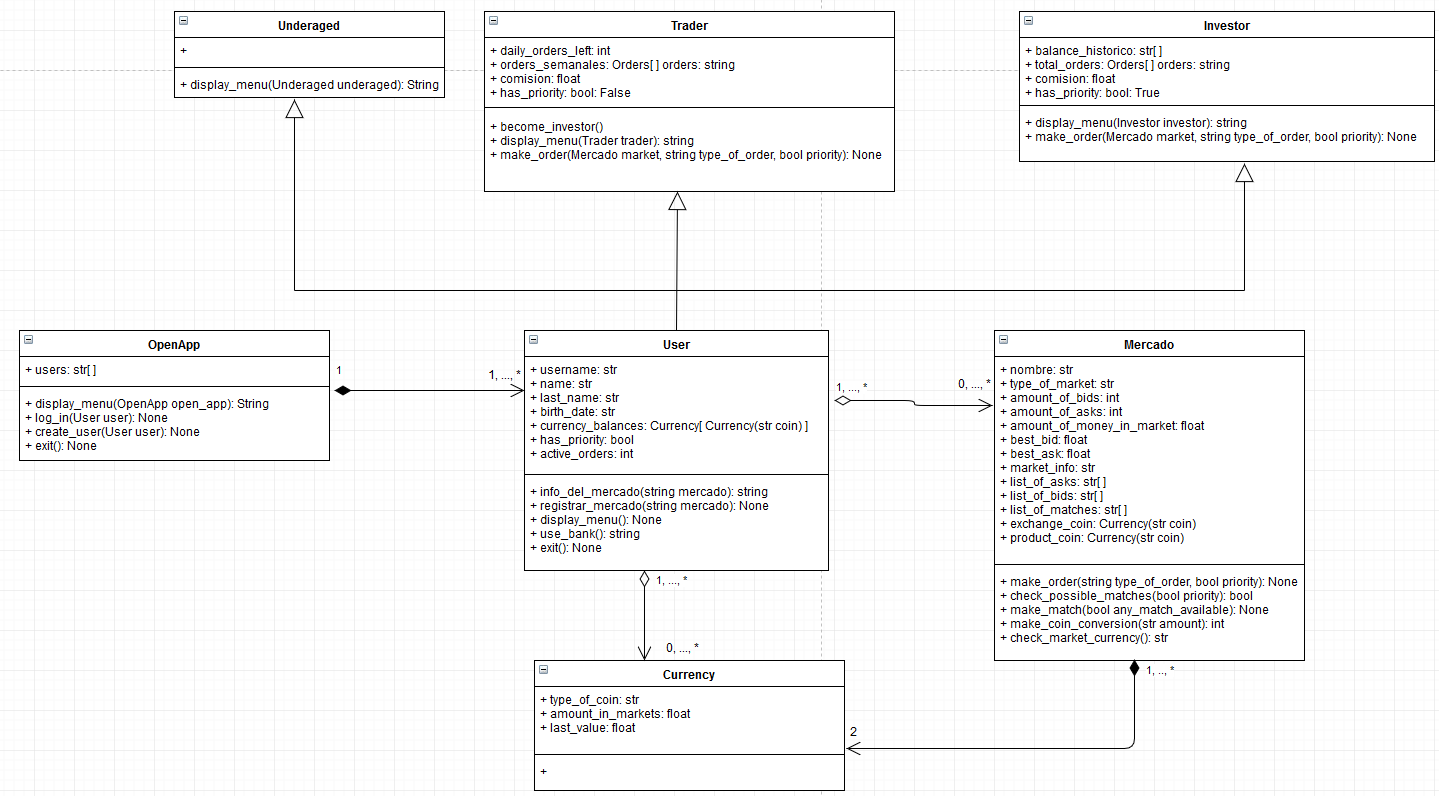 Underaged
+
+ display_menu(Underaged underaged): String
Trader
+ daily_orders_left: int
+ orders_semanales: Orders[ ] orders: string
+ comision: float
+ has_priority: bool: False
+ become_investor()
+ display_menu(Trader trader): string
+ make_order(Mercado market, string type_of_order, bool priority): None
Investor
+ balance_historico: str[ ]
+ total_orders: Orders[ ] orders: string
+ comision: float
+ has_priority: bool: True
+ display_menu(Investor investor): string
+ make_order(Mercado market, string type_of_order, bool priority): None
OpenApp
+ users: str[ ]
+ display_menu(OpenApp open_app): String
+ log_in(User user): None
+ create_user(User user): None
+ exit(): None
1
1, ..., *
User
+ username: str
+ name: str
+ last_name: str
+ birth_date: str
+ currency_balances: Currency[ Currency(str coin) ]
+ has_priority: bool
+ active_orders: int
+ info_del_mercado(string mercado): string
+ registrar_mercado(string mercado): None
+ display_menu(): None
+ use_bank(): string
+ exit(): None
1, ..., *
0, ..., *
Mercado
+ nombre: str
+ type_of_market: str
+ amount_of_bids: int
+ amount_of_asks: int
+ amount_of_money_in_market: float
+ best_bid: float
+ best_ask: float
+ market_info: str
+ list_of_asks: str[ ]
+ list_of_bids: str[ ]
+ list_of_matches: str[ ]
+ exchange_coin: Currency(str coin)
+ product_coin: Currency(str coin)
+ make_order(string type_of_order, bool priority): None
+ check_possible_matches(bool priority): bool
+ make_match(bool any_match_available): None
+ make_coin_conversion(str amount): int
+ check_market_currency(): str
1, ..., *
0, ..., *
Currency
+ type_of_coin: str
+ amount_in_markets: float
+ last_value: float
+
1, .., *
2